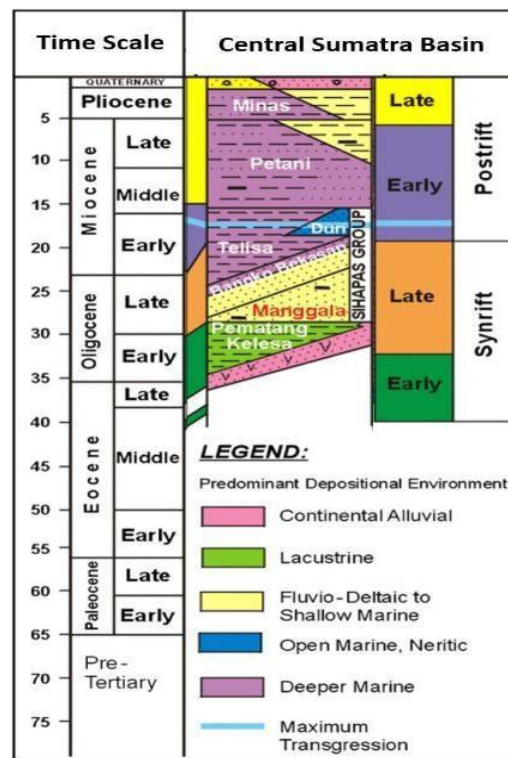 Time Scale
Central Sumatra Basin
QUATERNARY
Pliocene
Miocene
Late
Middle
Early
Oligocene
Late
Early
Eocene
Late
Middle
Early
Paleocene
Late
Early
Pre-
Tertiary
5
10
15
20
25
30
35
40
45
50
55
60
65
70
75
Minas
Petani
Duri
Telisa
Bangko Bekasap
Manggala
SIHAPAS GROUP
Pematang
Kelesa
Late
Early
Late
Early
Postrift
Synrift
LEGEND:
Predominant Depositional Environment
Continental Alluvial
Lacustrine
Fluvio-Deltaic to
Shallow Marine
Open Marine, Neritic
Deeper Marine
Maximum
Transgression